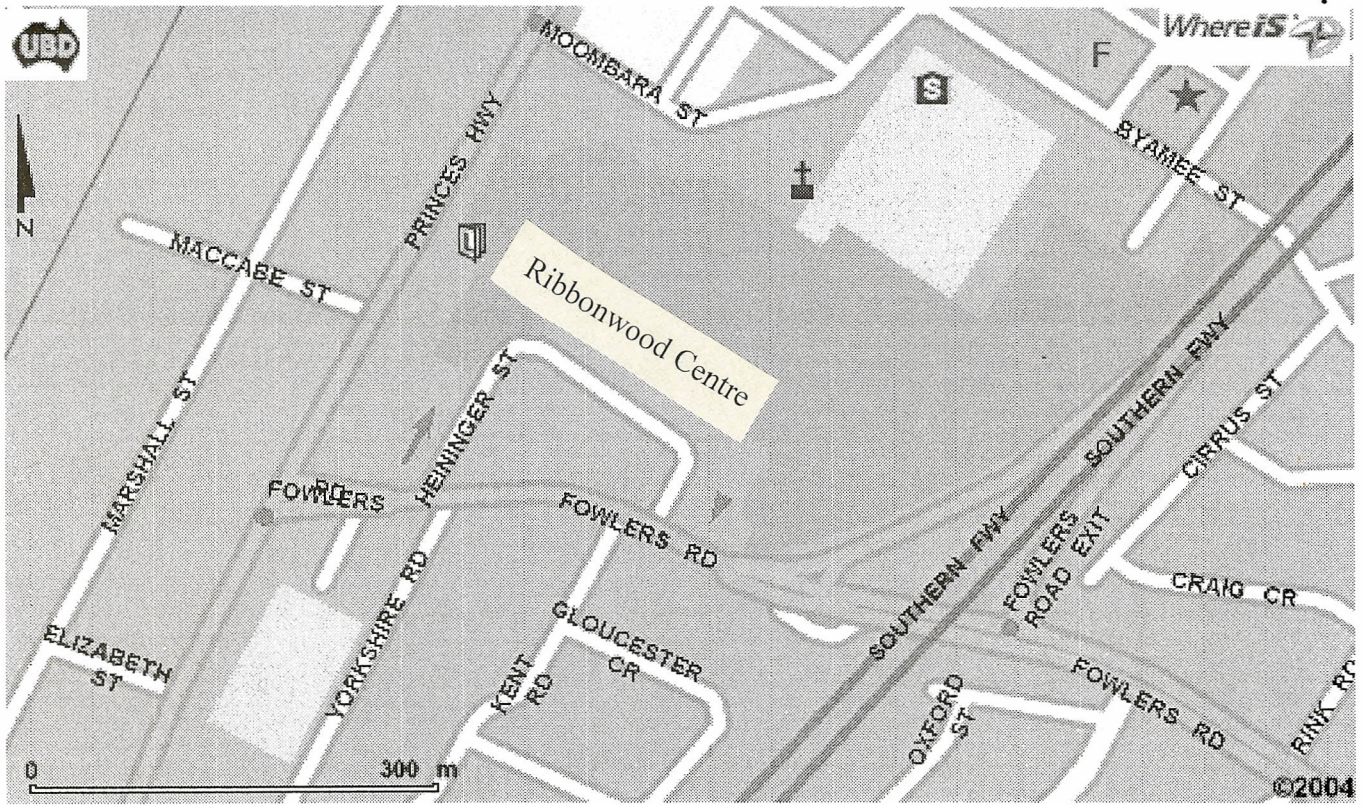 UBD
WhereiS
MOOMBARA ST
F
S
PRINCES HWY
BYAMEE ST
N
MACCABE ST
L
Ribbonwood Centre
SOUTHERN FWY
MARSHALL ST
HEININGER ST
CIRRUS ST
FOWLERS
RD
FOWLERS RD
SOUTHERN FWY
FOWLERS
ROAD EXIT
CRAIG CR
YORKSHIRE RD
GLOUCESTER
CR
ELIZABETH
ST
KENT
RD
OXFORD
ST
FOWLERS RD
RINK RD
0 300 m
©2004